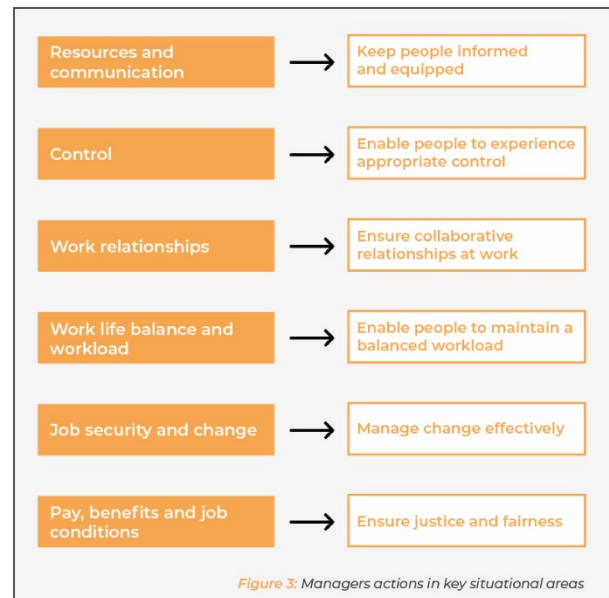 Resources and
communication
Keep people informed
and equipped
Control
Enable people to experience
appropriate control
Work relationships
Ensure collaborative
relationships at work
Work life balance and
workload
Enable people to maintain a
balanced workload
Job security and change
Manage change effectively
Pay, benefits and job
conditions
Ensure justice and fairness
Figure 3: Managers actions in key situational areas